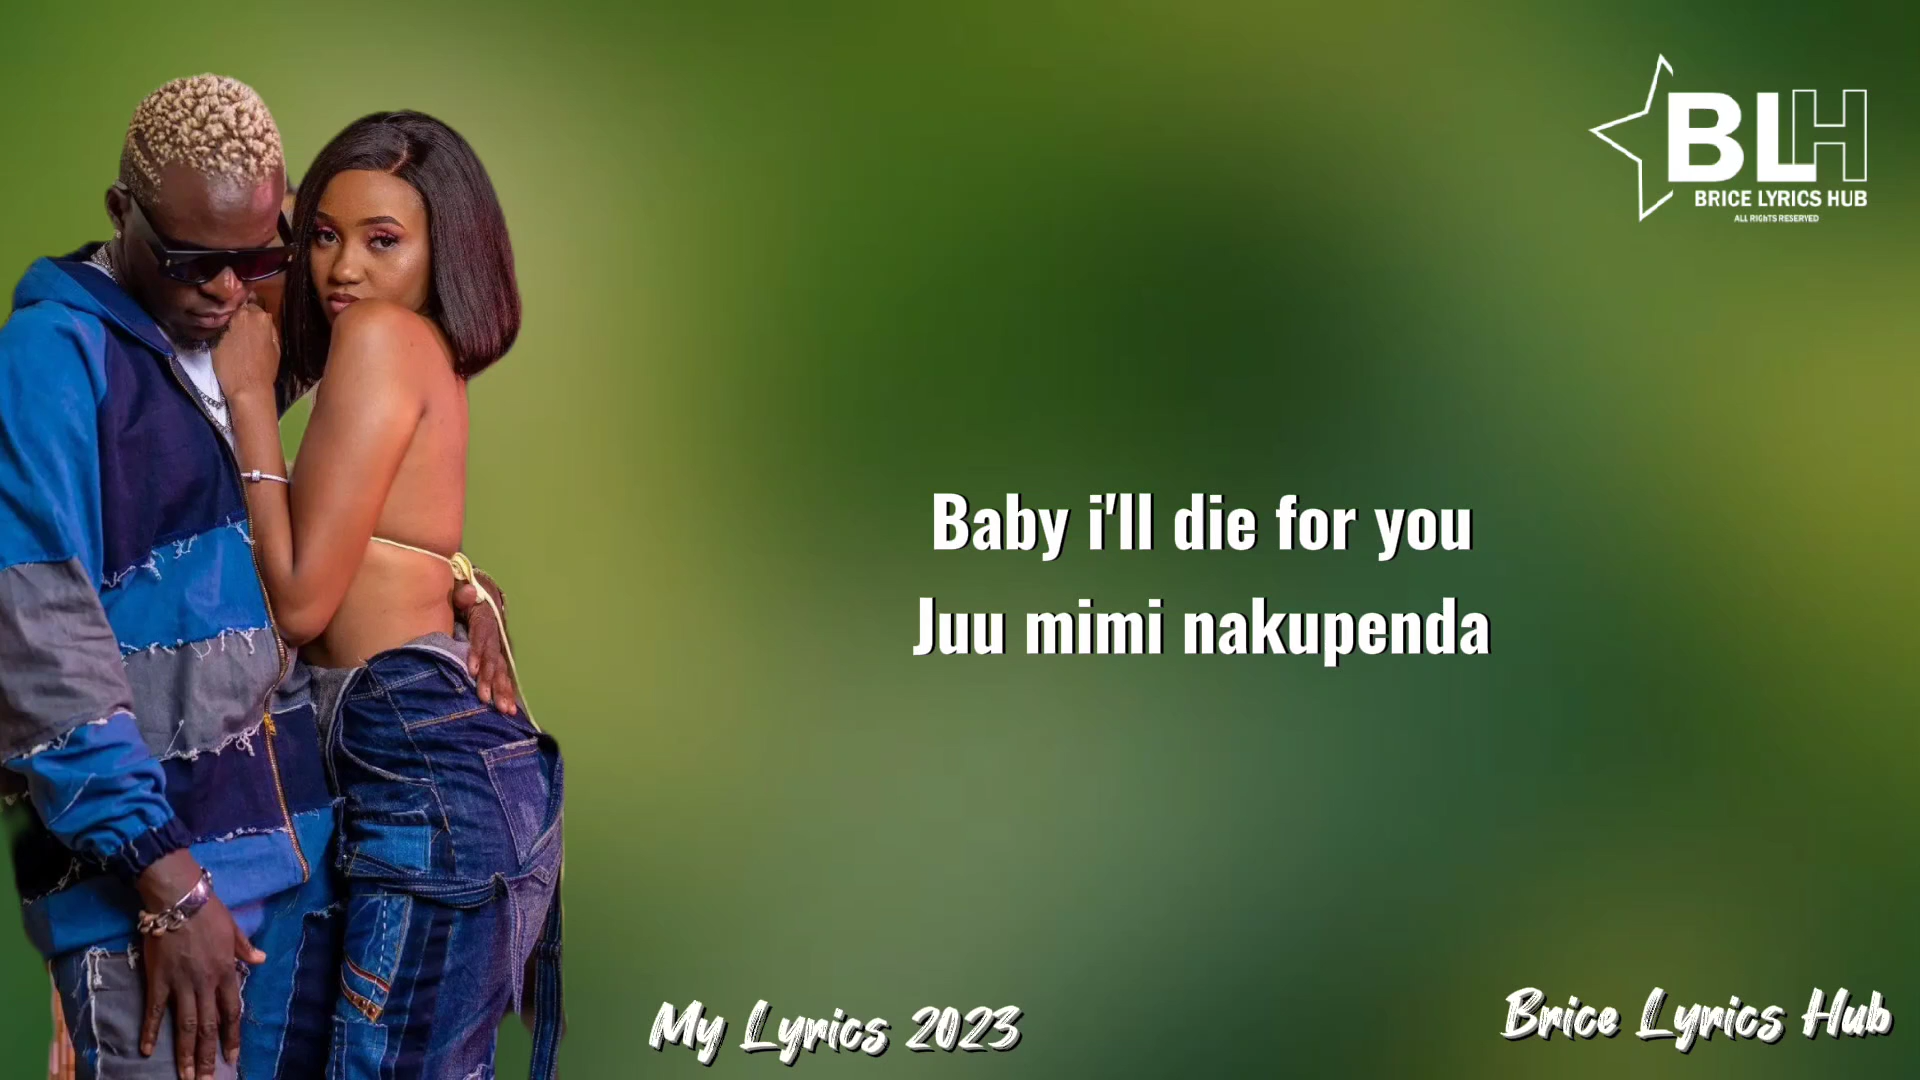 BLH
BRICE LYRICS HUB
ALL RIGHTS RESERVED
Baby i'll die for you
Juu mimi nakupenda
My Lyrics 2023
Brice Lyrics Hub